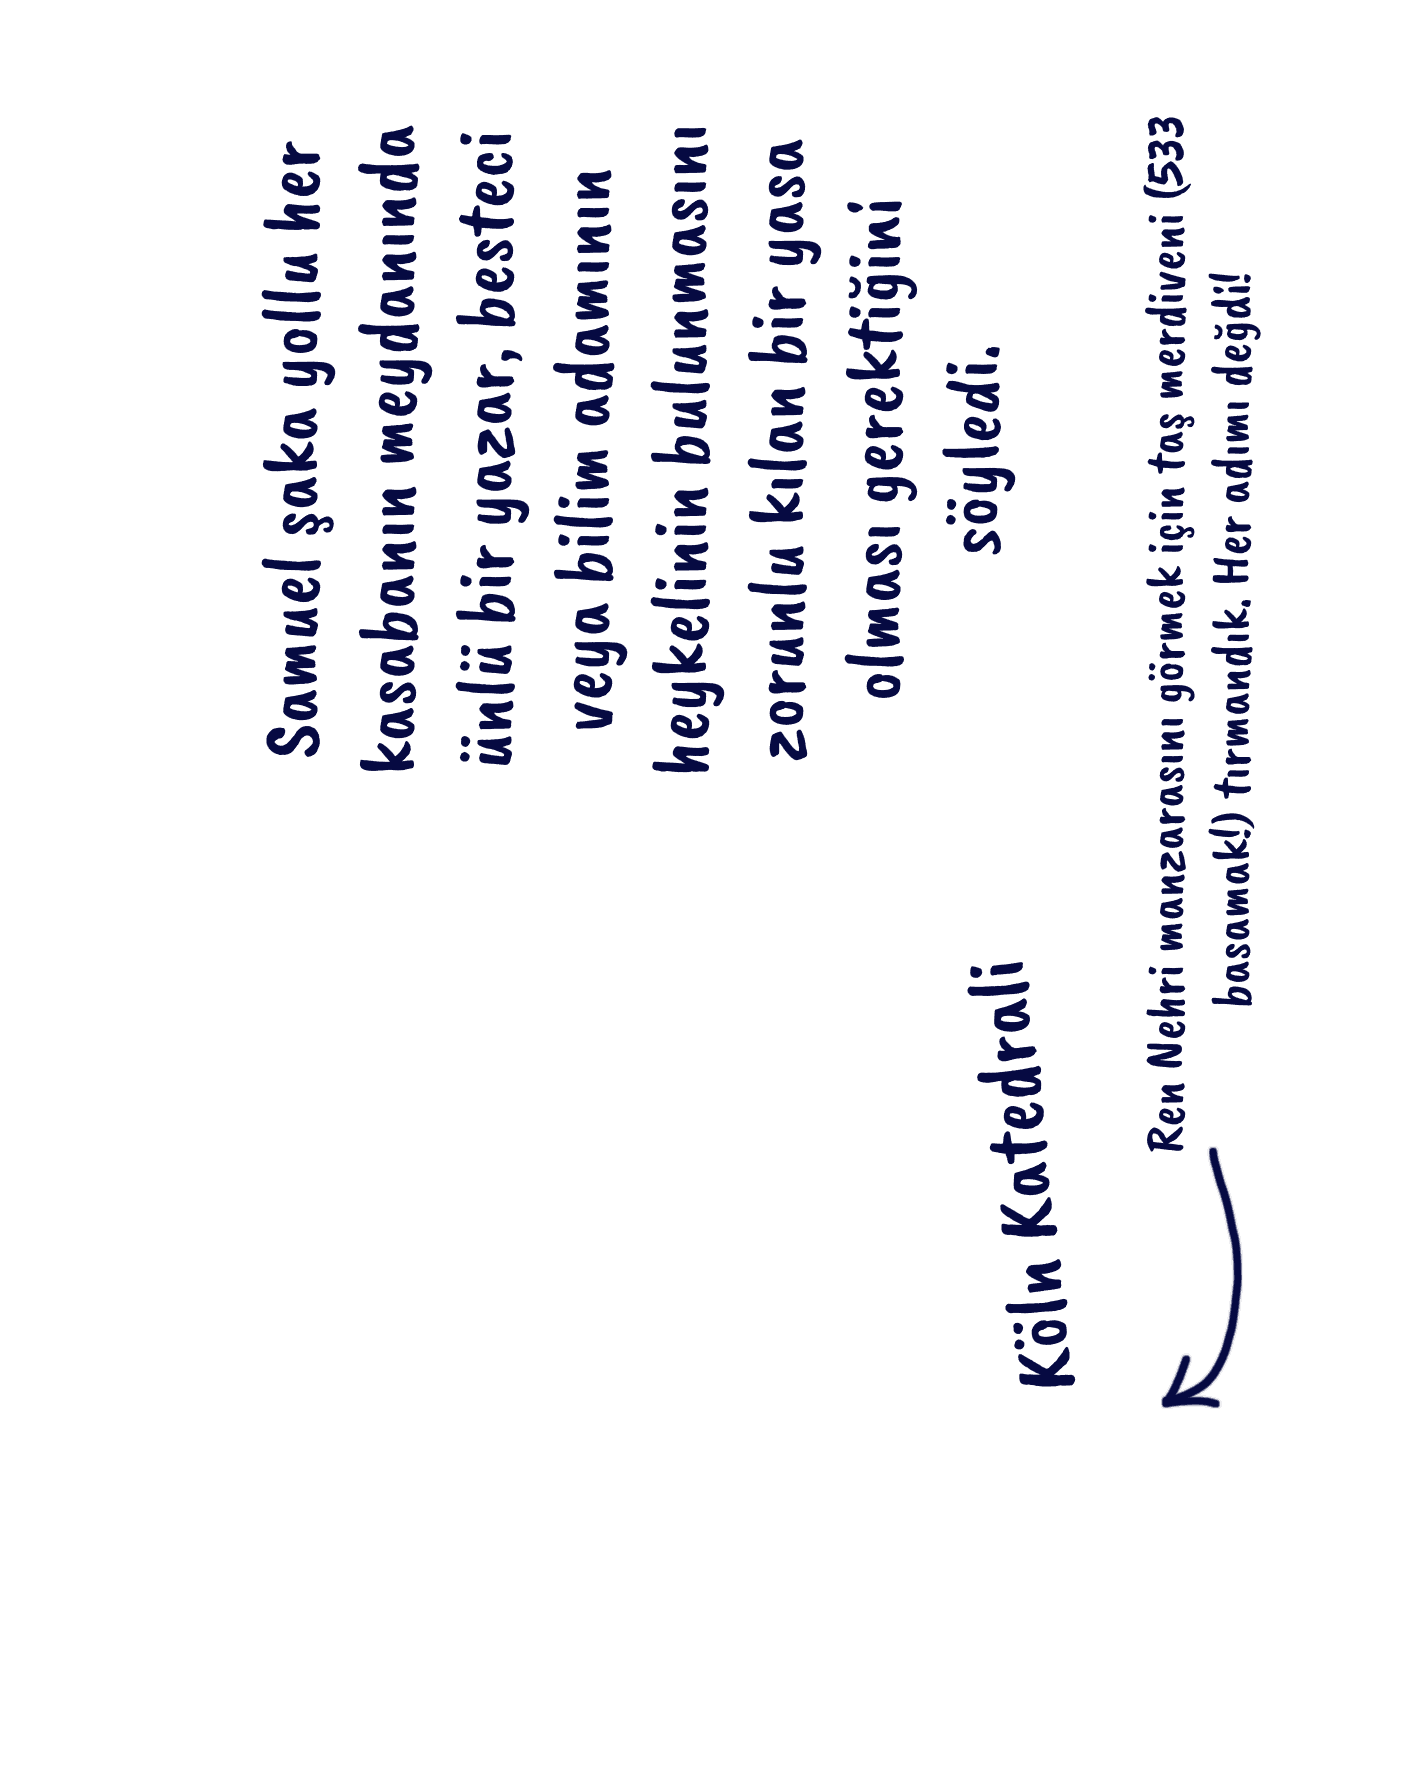 Samuel şaka yollu her
kasabanın meydanında
ünlü bir yazar, besteci
veya bilim adamının
heykelinin bulunmasını
zorunlu kılan bir yasa
olması gerektiğini
söyledi.
Köln Katedrali
Ren Nehri manzarasını görmek için taş merdiveni (533
basamak!) tırmandık. Her adımı değdi!